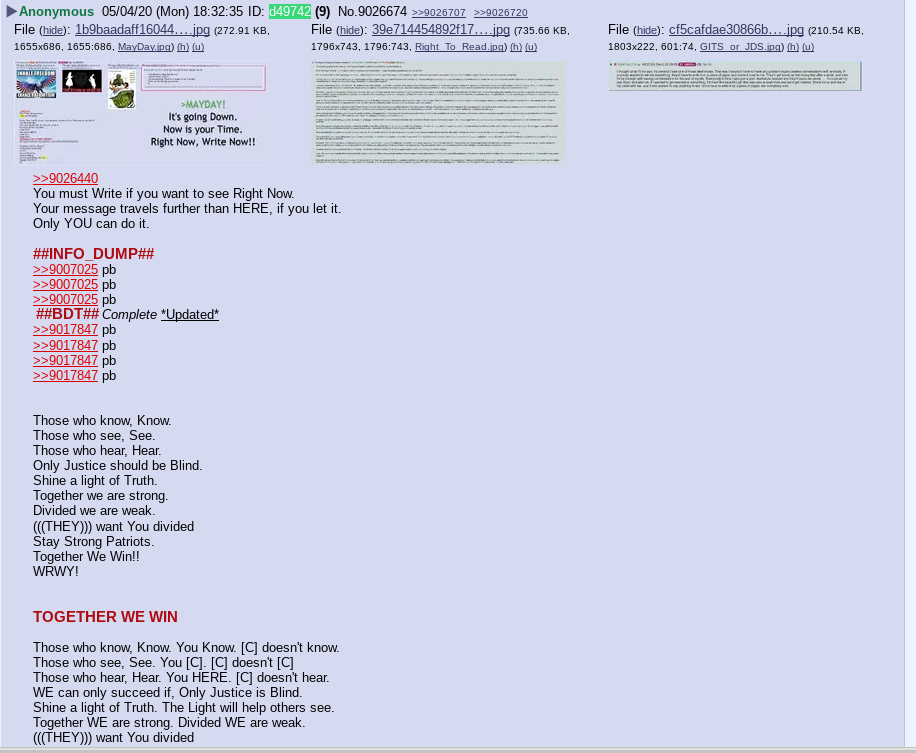 ▶Anonymous 05/04/20 (Mon) 18:32:35 ID: d49742 (9) No.9026674 >>9026707 >>9026720
File (hide): 1b9baadaff16044….jpg (272.91 KB, 1655x686, 1655:686, MayDay.jpg) (h) (u)
File (hide): 39e714454892f17….jpg (735.66 KB, 1796x743, 1796:743, Right_To_Read.jpg) (h) (u)
File (hide): cf5cafdae30866b….jpg (210.54 KB, 1803x222, 601:74, GITS_or_JDS.jpg) (h) (u)
>MAYDAY!
It's going Down.
Now is your Time.
Right Now, Write Now!!
>>9026440
You must Write if you want to see Right Now.
Your message travels further than HERE, if you let it.
Only YOU can do it.
##INFO_DUMP##
>>9007025 pb
>>9007025 pb
>>9007025 pb
##BDT## Complete *Updated*
>>9017847 pb
>>9017847 pb
>>9017847 pb
>>9017847 pb
Those who know, Know.
Those who see, See.
Those who hear, Hear.
Only Justice should be Blind.
Shine a light of Truth.
Together we are strong.
Divided we are weak.
(((THEY))) want You divided
Stay Strong Patriots.
Together We Win!!
WRWY!
TOGETHER WE WIN
Those who know, Know. You Know. [C] doesn't know.
Those who see, See. You [C]. [C] doesn't [C]
Those who hear, Hear. You HERE. [C] doesn't hear.
WE can only succeed if, Only Justice is Blind.
Shine a light of Truth. The Light will help others see.
Together WE are strong. Divided WE are weak.
(((THEY))) want You divided